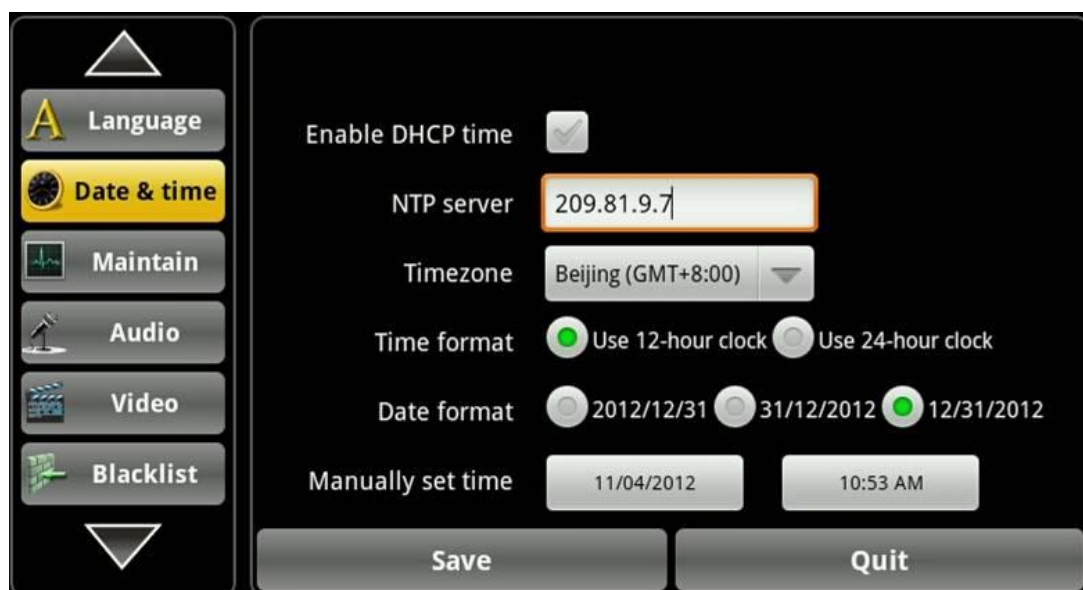 Language
Date & time
Maintain
Audio
Video
Blacklist
Enable DHCP time
NTP server 209.81.9.7
Timezone Beijing (GMT+8:00)
Time format Use 12-hour clock Use 24-hour clock
Date format 2012/12/31 31/12/2012 12/31/2012
Manually set time 11/04/2012 10:53 AM
Save Quit